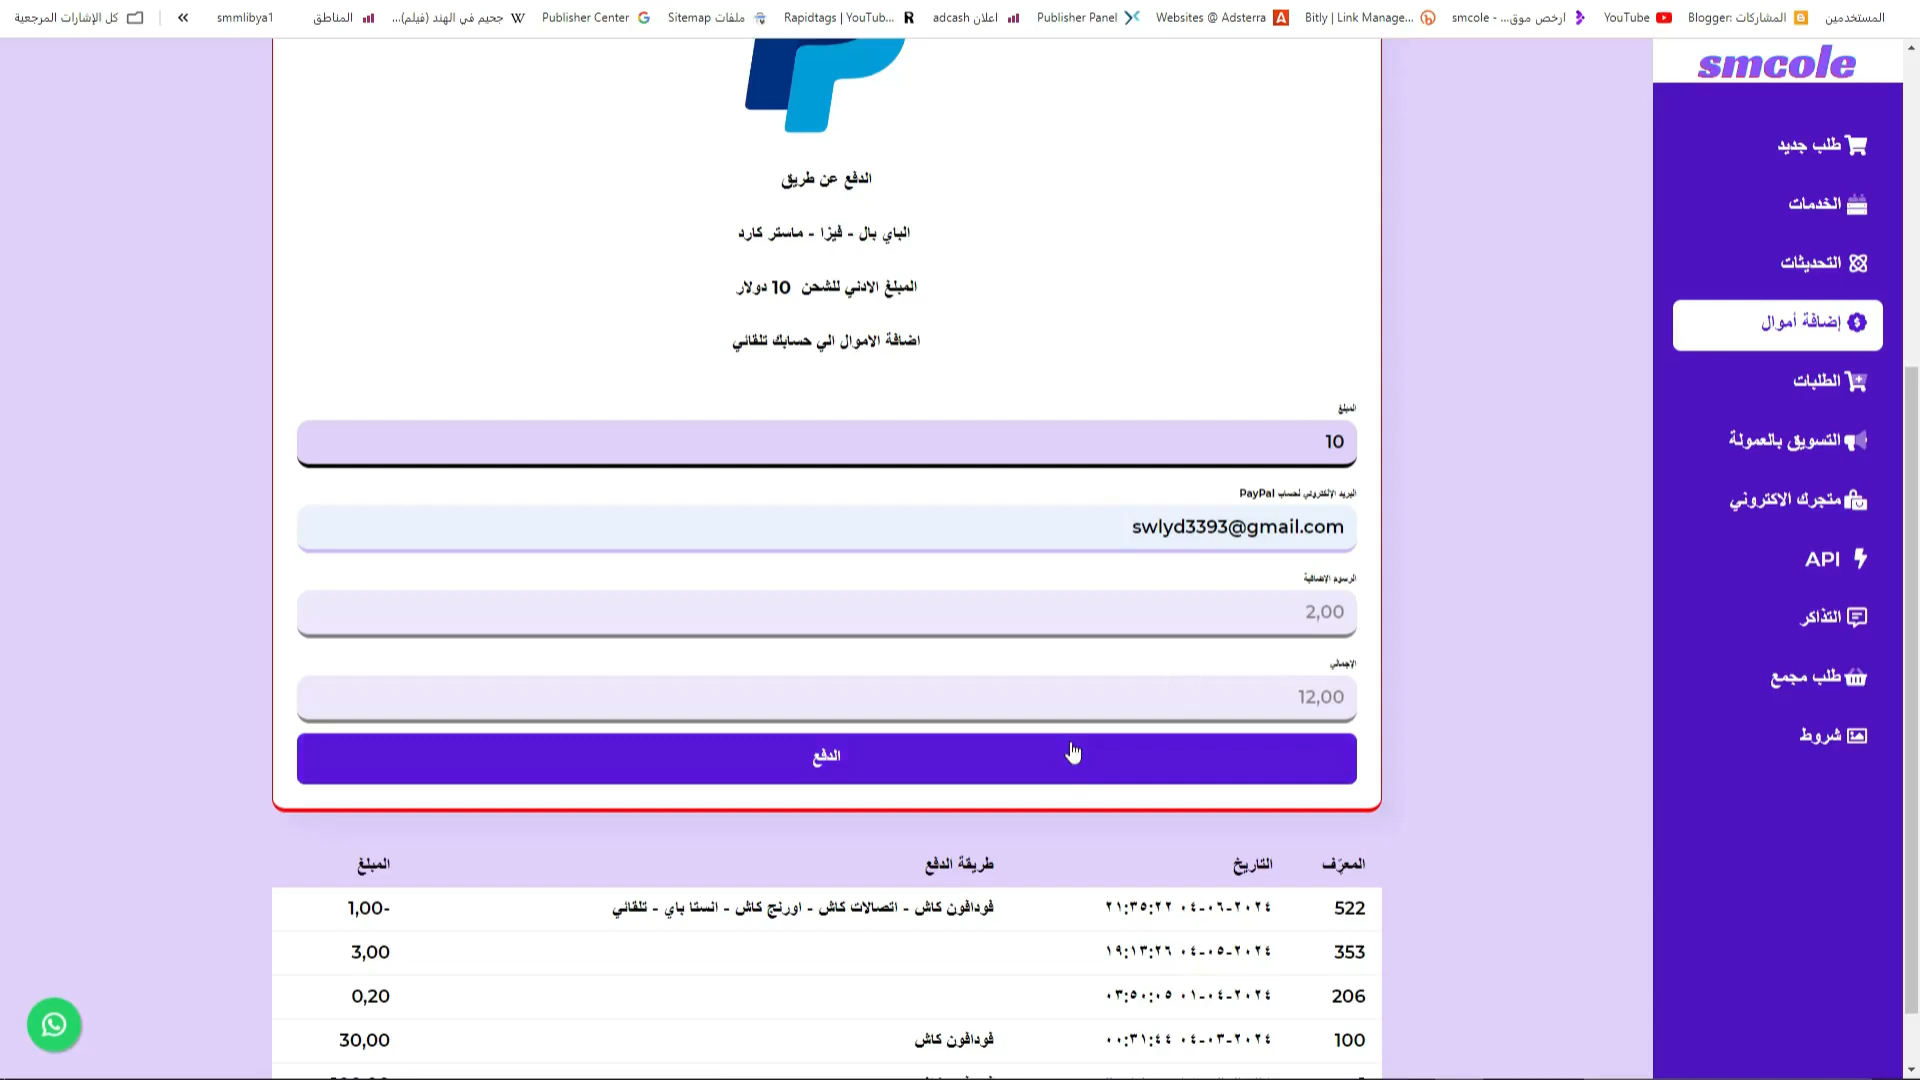 المستخدمين
Blogger: المشاركات
YouTube
smcole - ارخص موق...
Bitly | Link Manage...
Websites @ Adsterra
Publisher Panel
adcash اعلان
Rapidtags | YouTub...
Sitemap ملفات
Publisher Center
جحيم في الهند (فيلم)...
المناطق
smmlibya1
كل الإشارات المرجعية
smcole
طلب جديد
الخدمات
التحديثات
إضافة أموال
الطلبات
التسويق بالعمولة
متجرك الاكتروني
API
التذاكر
طلب مجمع
شروط
الدفع عن طريق
الباي بال - فيزا - ماستر كارد
المبلغ الادني للشحن 10 دولار
اضافة الاموال الي حسابك تلقائي
المبلغ
10
البريد الإلكتروني لحساب PayPal
swlyd3393@gmail.com
الرسوم الإضافية
2,00
الإجمالي
12,00
الدفع
المعرّف التاريخ طريقة الدفع المبلغ
522 ٢٠٢٤-٠٦-٠٤ ٢١:٣٥:٢٢ فودافون كاش - اتصالات كاش - اورنج كاش - انستا باي - تلقائي 1,00-
353 ٢٠٢٤-٠٥-٠٤ ١٩:١٣:٢٦ 3,00
206 ٢٠٢٤-٠٤-٠١ ٠٣:٥٠:٠٥ 0,20
100 ٢٠٢٤-٠٣-٠٤ ٠٠:٣١:٤٤ فودافون كاش 30,00